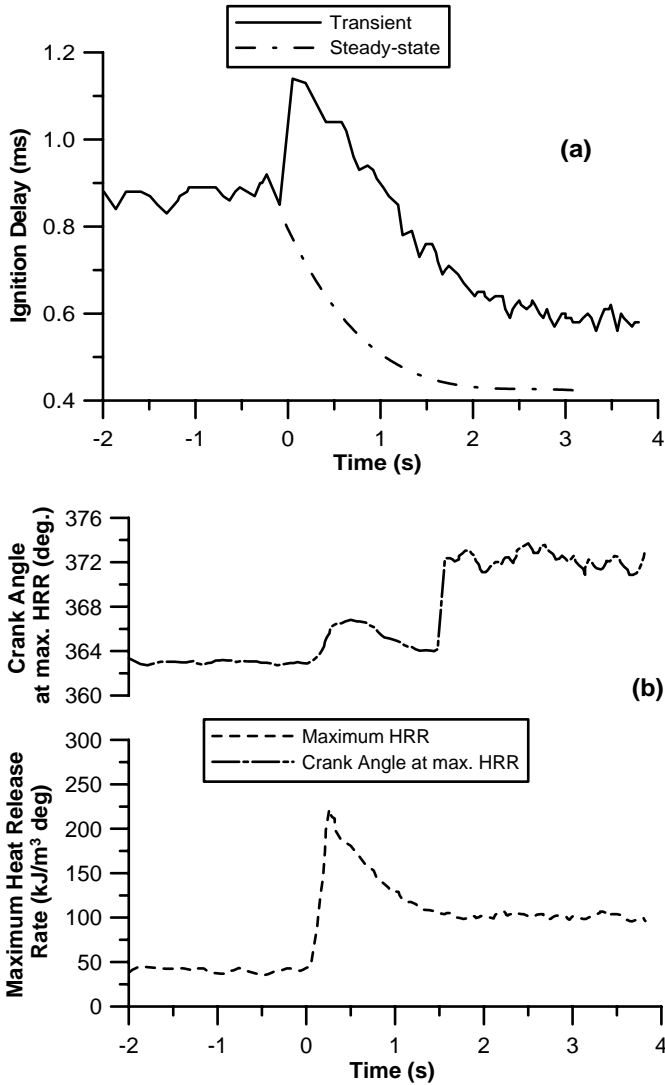 Transient
Steady-state
1.2
1.0
0.8
0.6
0.4
Ignition Delay (ms)
(a)
-2 -1 0 1 2 3 4
Time (s)
376
372
368
364
360
Crank Angle
at max. HRR (deg.)
(b)
Maximum HRR
Crank Angle at max. HRR
300
250
200
150
100
50
0
Maximum Heat Release
Rate (kJ/m³ deg)
-2 -1 0 1 2 3 4
Time (s)